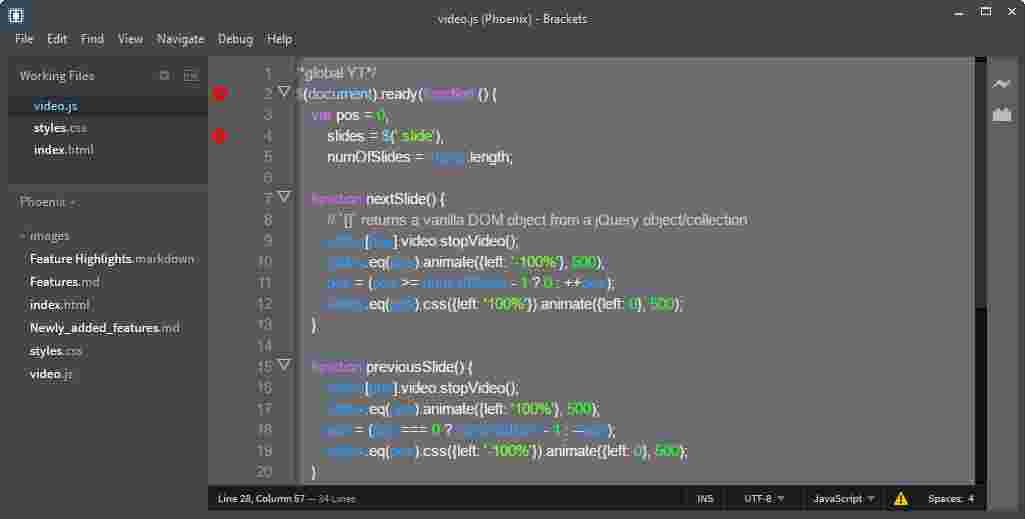 video.js (Phoenix) - Brackets
File Edit Find View Navigate Debug Help
Working Files
video.js
styles.css
index.html
Phoenix
images
Feature Highlights.markdown
Features.md
index.html
Newly_added_features.md
styles.css
video.js
1 *global YT*/
2 $(document).ready(function () {
3 var pos = 0,
4 slides = $('.slide'),
5 numOfSlides = slides.length;
6
7 function nextSlide() {
8 // `[]` returns a vanilla DOM object from a jQuery object/collection
9 slides[pos].video.stopVideo();
10 slides.eq(pos).animate({left: '-100%'}, 500);
11 pos = (pos >= numOfSlides - 1 ? 0 : ++pos);
12 slides.eq(pos).css({left: '100%'}).animate({left: 0}, 500);
13 }
14
15 function previousSlide() {
16 slides[pos].video.stopVideo();
17 slides.eq(pos).animate({left: '100%'}, 500);
18 pos = (pos === 0 ? numOfSlides - 1 : --pos);
19 slides.eq(pos).css({left: '-100%'}).animate({left: 0}, 500);
20 }
Line 28, Column 57 — 34 Lines INS UTF-8 JavaScript Spaces: 4